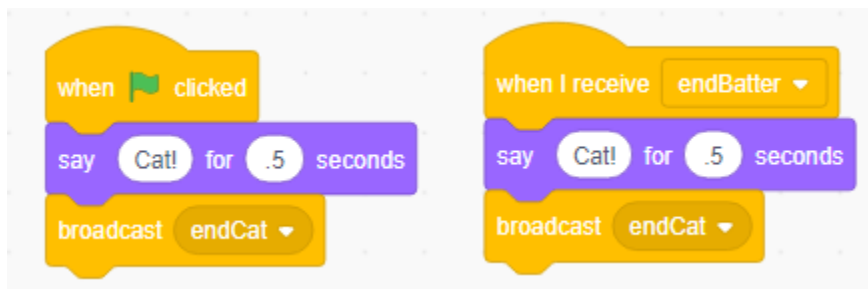 when clicked
say Cat! for .5 seconds
broadcast endCat
when I receive endBatter
say Cat! for .5 seconds
broadcast endCat